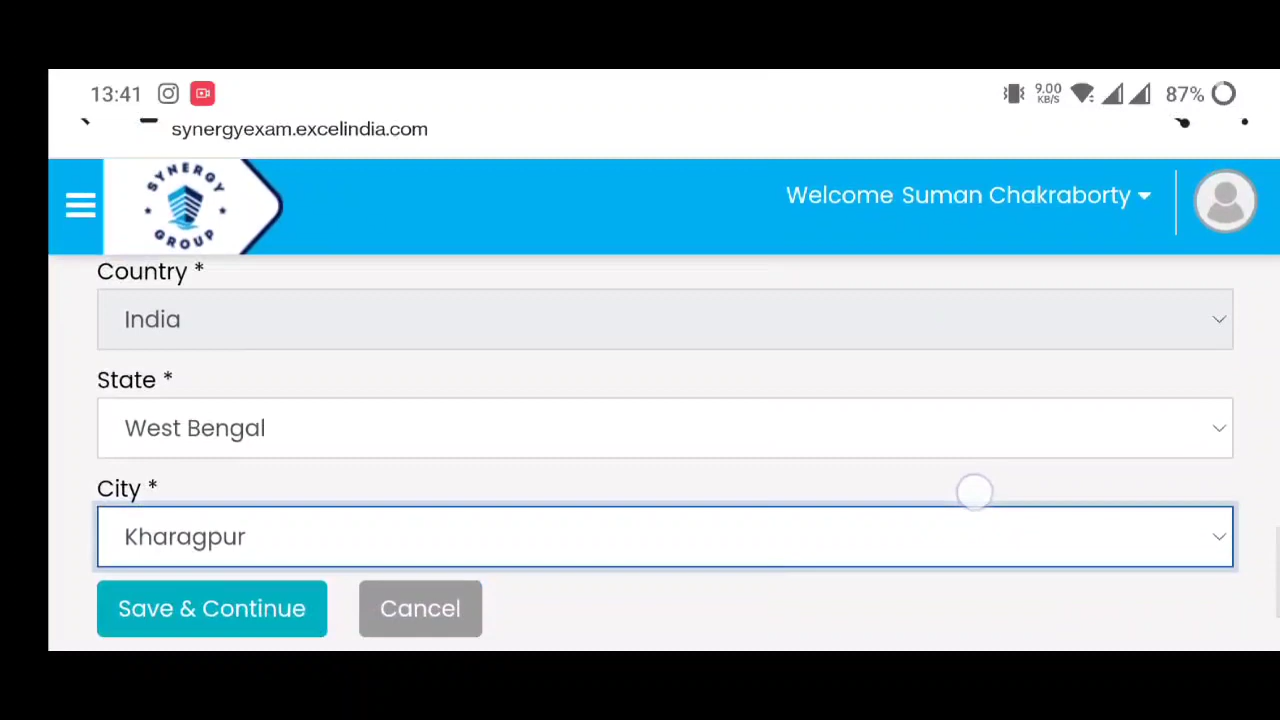 13:41
9.00
KB/S
87%
synergyexam.excelindia.com
SYNERGY
GROUP
Welcome Suman Chakraborty
Country *
India
State *
West Bengal
City *
Kharagpur
Save & Continue
Cancel